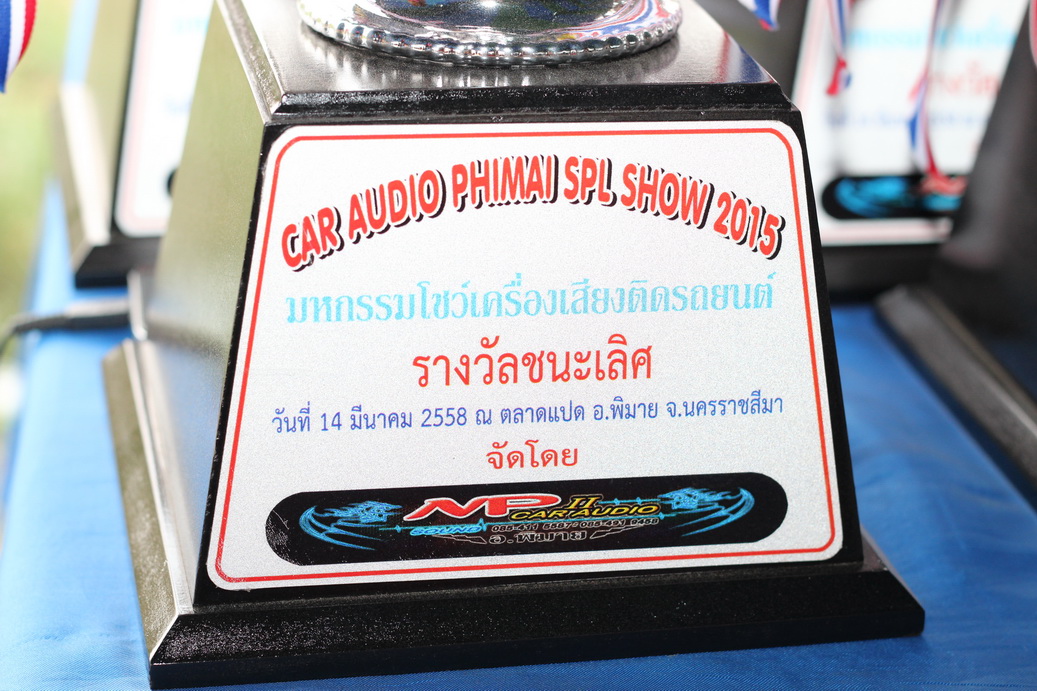 CAR AUDIO PHIMAI SPL SHOW 2015
มหกรรมโชว์เครื่องเสียงติดรถยนต์
รางวัลชนะเลิศ
วันที่ 14 มีนาคม 2558 ณ ตลาดแปด อ.พิมาย จ.นครราชสีมา
จัดโดย
NP II
SOUND CAR AUDIO
อ.พิมาย